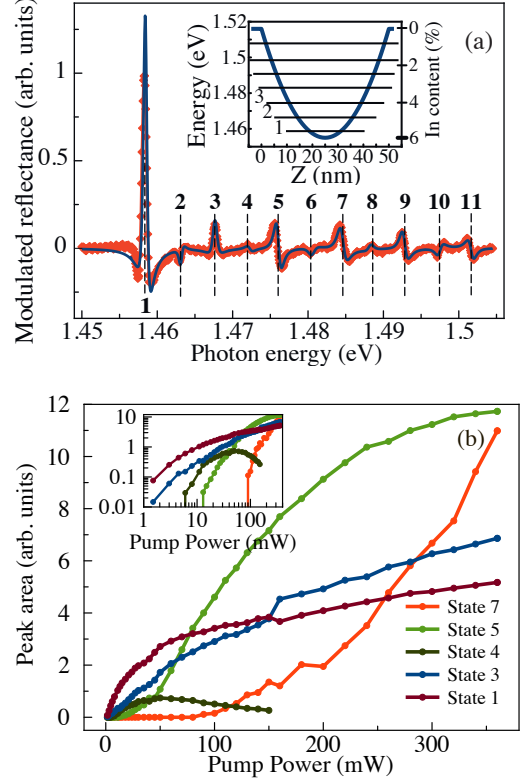 (a)
Modulated reflectance (arb. units)
1
0.5
0
Energy (eV)
1.52
1.5
1.48
1.46
0
2
4
6
In content (%)
3
2
1
0 10 20 30 40 50
Z (nm)
1 2 3 4 5 6 7 8 9 10 11
1.45 1.46 1.47 1.48 1.49 1.5
Photon energy (eV)
(b)
Peak area (arb. units)
12
10
8
6
4
2
0
10
1
0.1
0.01
1 10 100
Pump Power (mW)
State 7
State 5
State 4
State 3
State 1
0 100 200 300
Pump Power (mW)